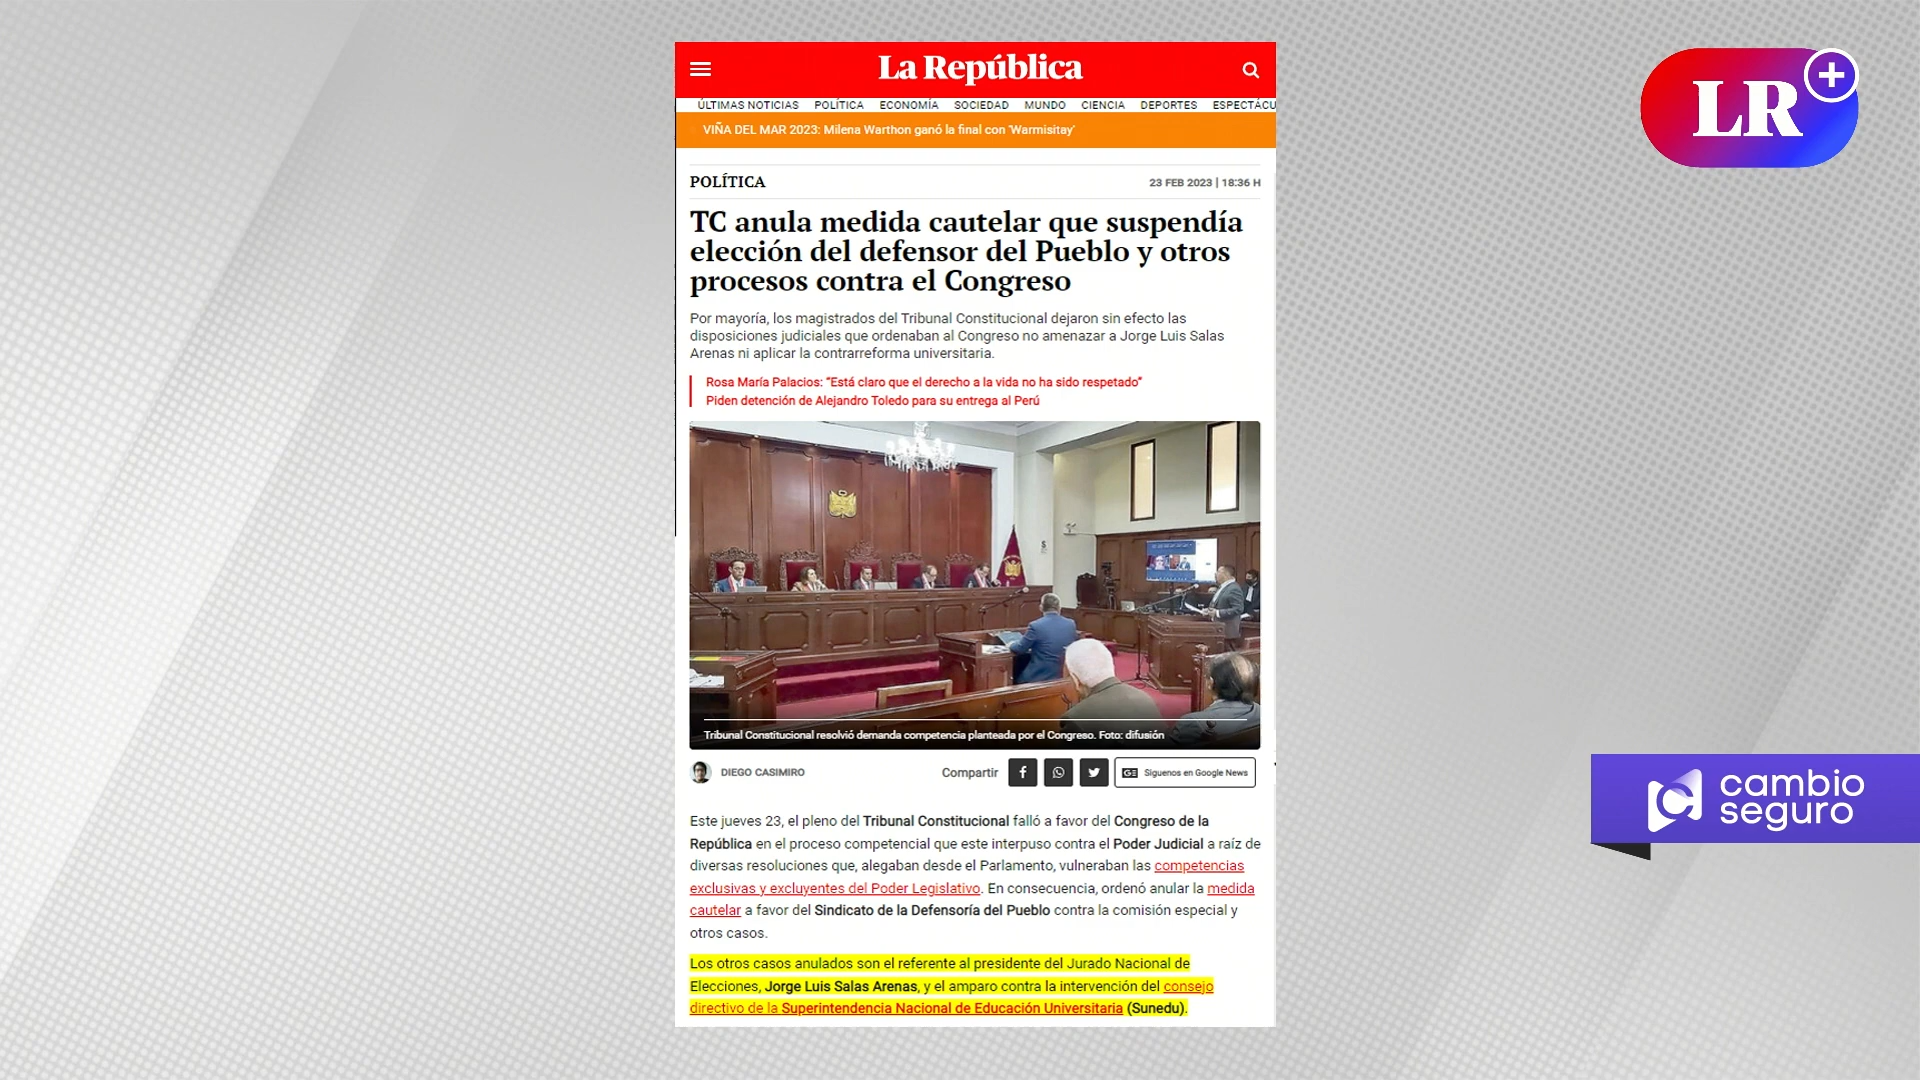 La República
LR+
ÚLTIMAS NOTICIAS POLÍTICA ECONOMÍA SOCIEDAD MUNDO CIENCIA DEPORTES ESPECTÁCU
VIÑA DEL MAR 2023: Milena Warthon ganó la final con 'Warmisitay'
POLÍTICA
23 FEB 2023 | 18:36 H
TC anula medida cautelar que suspendía
elección del defensor del Pueblo y otros
procesos contra el Congreso
Por mayoría, los magistrados del Tribunal Constitucional dejaron sin efecto las
disposiciones judiciales que ordenaban al Congreso no amenazar a Jorge Luis Salas
Arenas ni aplicar la contrarreforma universitaria.
Rosa María Palacios: “Está claro que el derecho a la vida no ha sido respetado”
Piden detención de Alejandro Toledo para su entrega al Perú
Tribunal Constitucional resolvió demanda competencia planteada por el Congreso. Foto: difusión
DIEGO CASIMIRO
Compartir
Síguenos en Google News
cambio
seguro
Este jueves 23, el pleno del Tribunal Constitucional falló a favor del Congreso de la
República en el proceso competencial que este interpuso contra el Poder Judicial a raíz de
diversas resoluciones que, alegaban desde el Parlamento, vulneraban las competencias
exclusivas y excluyentes del Poder Legislativo. En consecuencia, ordenó anular la medida
cautelar a favor del Sindicato de la Defensoría del Pueblo contra la comisión especial y
otros casos.
Los otros casos anulados son el referente al presidente del Jurado Nacional de
Elecciones, Jorge Luis Salas Arenas, y el amparo contra la intervención del consejo
directivo de la Superintendencia Nacional de Educación Universitaria (Sunedu).